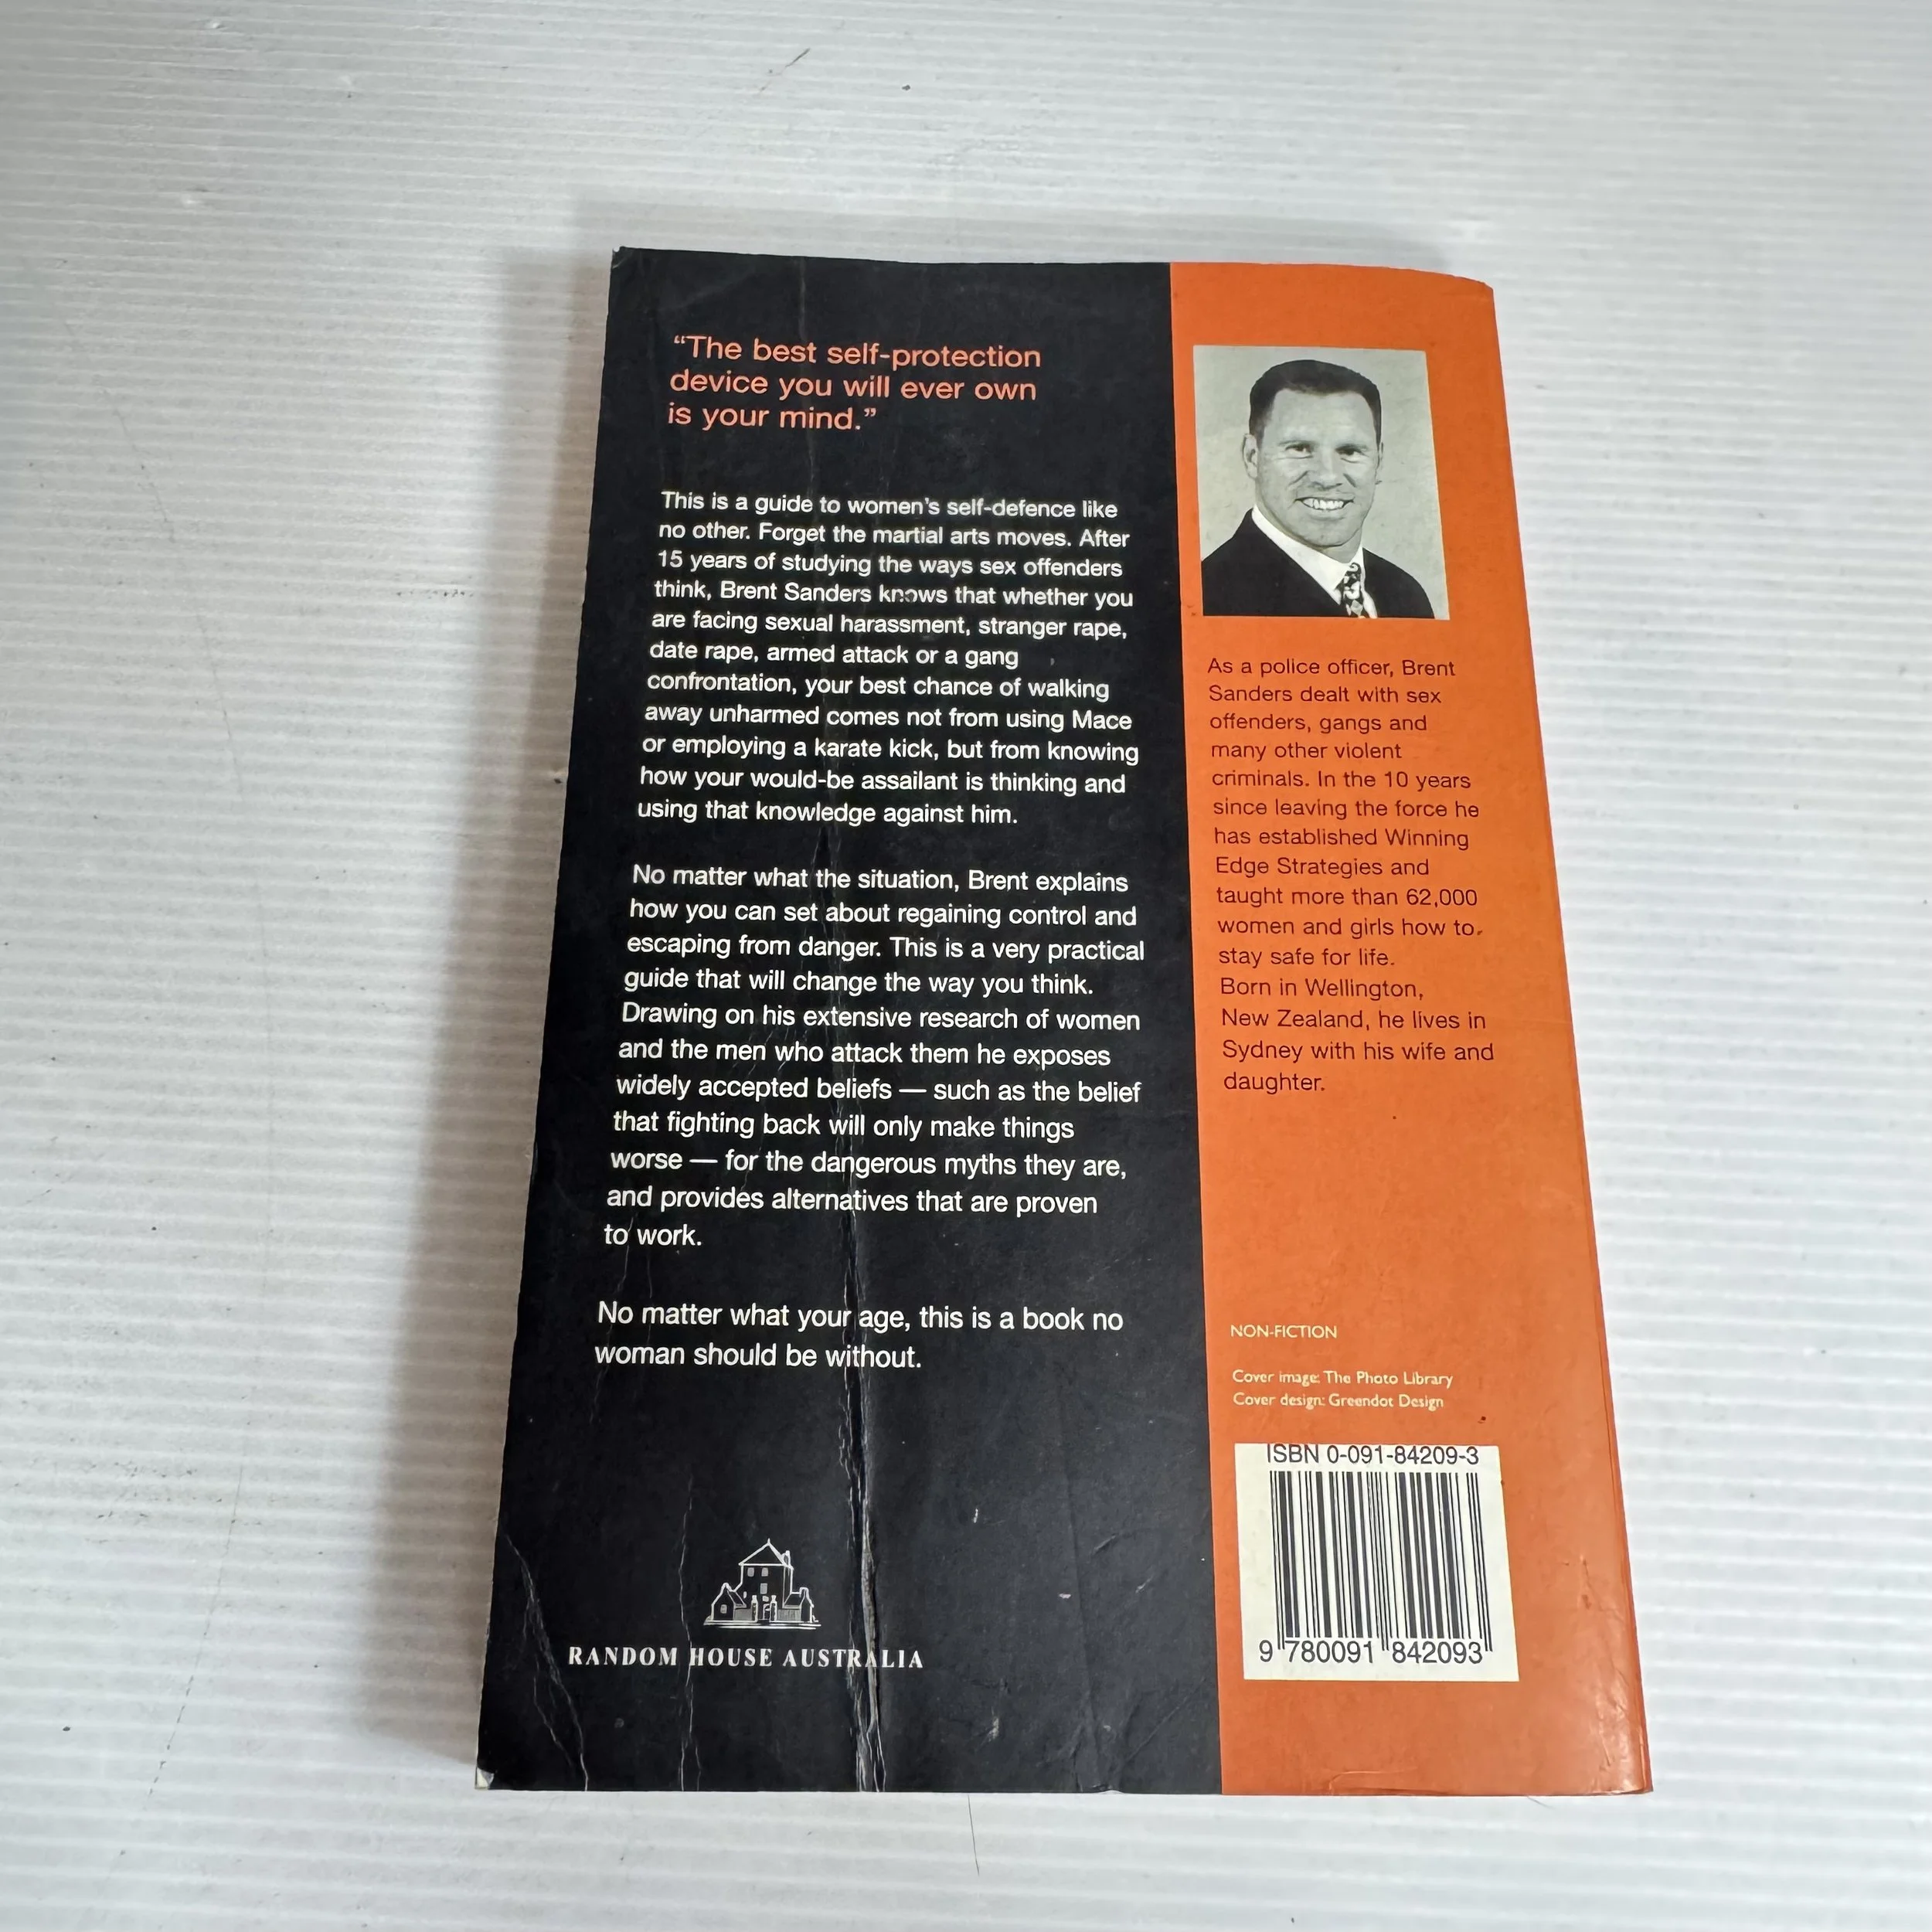 “The best self-protection
device you will ever own
is your mind.”
This is a guide to women’s self-defence like
no other. Forget the martial arts moves. After
15 years of studying the ways sex offenders
think, Brent Sanders knows that whether you
are facing sexual harassment, stranger rape,
date rape, armed attack or a gang
confrontation, your best chance of walking
away unharmed comes not from using Mace
or employing a karate kick, but from knowing
how your would-be assailant is thinking and
using that knowledge against him.
No matter what the situation, Brent explains
how you can set about regaining control and
escaping from danger. This is a very practical
guide that will change the way you think.
Drawing on his extensive research of women
and the men who attack them he exposes
widely accepted beliefs — such as the belief
that fighting back will only make things
worse — for the dangerous myths they are,
and provides alternatives that are proven
to work.
No matter what your age, this is a book no
woman should be without.
RANDOM HOUSE AUSTRALIA
As a police officer, Brent
Sanders dealt with sex
offenders, gangs and
many other violent
criminals. In the 10 years
since leaving the force he
has established Winning
Edge Strategies and
taught more than 62,000
women and girls how to
stay safe for life.
Born in Wellington,
New Zealand, he lives in
Sydney with his wife and
daughter.
NON-FICTION
Cover image: The Photo Library
Cover design: Greendot Design
ISBN 0-091-84209-3
9 780091 842093